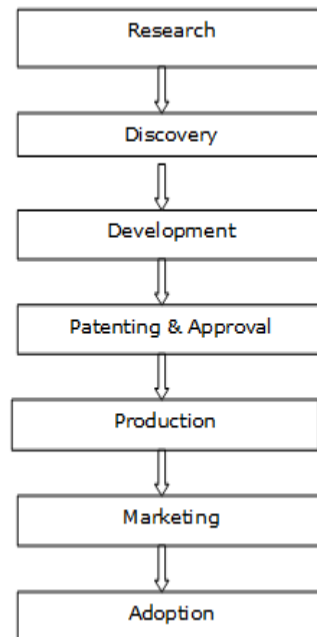 Research
Discovery
Development
Patenting & Approval
Production
Marketing
Adoption